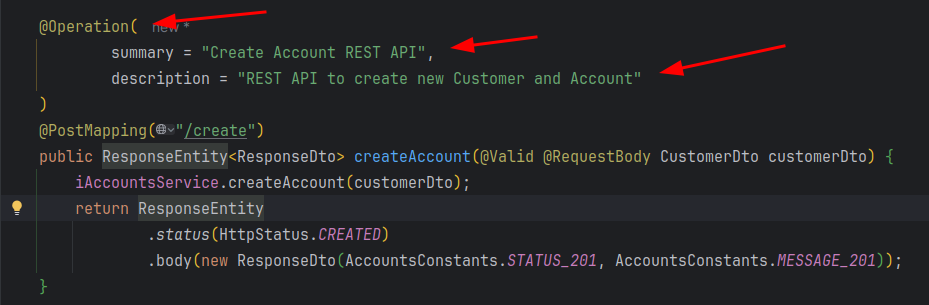 @Operation( new *
summary = "Create Account REST API",
description = "REST API to create new Customer and Account"
)
@PostMapping("/create")
public ResponseEntity<ResponseDto> createAccount(@Valid @RequestBody CustomerDto customerDto) {
iAccountsService.createAccount(customerDto);
return ResponseEntity
.status(HttpStatus.CREATED)
.body(new ResponseDto(AccountsConstants.STATUS_201, AccountsConstants.MESSAGE_201));
}